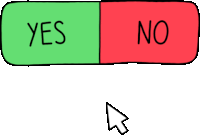 YES NO